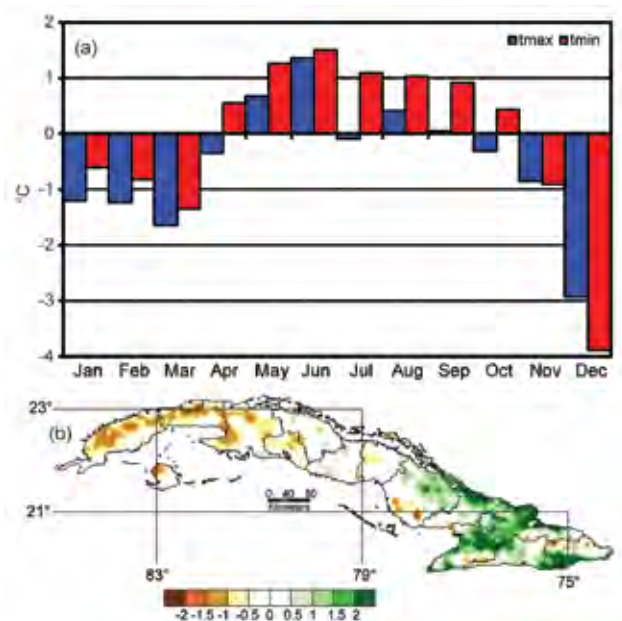 (a)
tmax tmin
2
1
0
-1
-2
-3
-4
°C
Jan Feb Mar Apr May Jun Jul Aug Sep Oct Nov Dec
(b)
23°
21°
0 40 80
Kilometers
83° 79° 75°
-2 -1.5 -1 -0.5 0 0.5 1 1.5 2